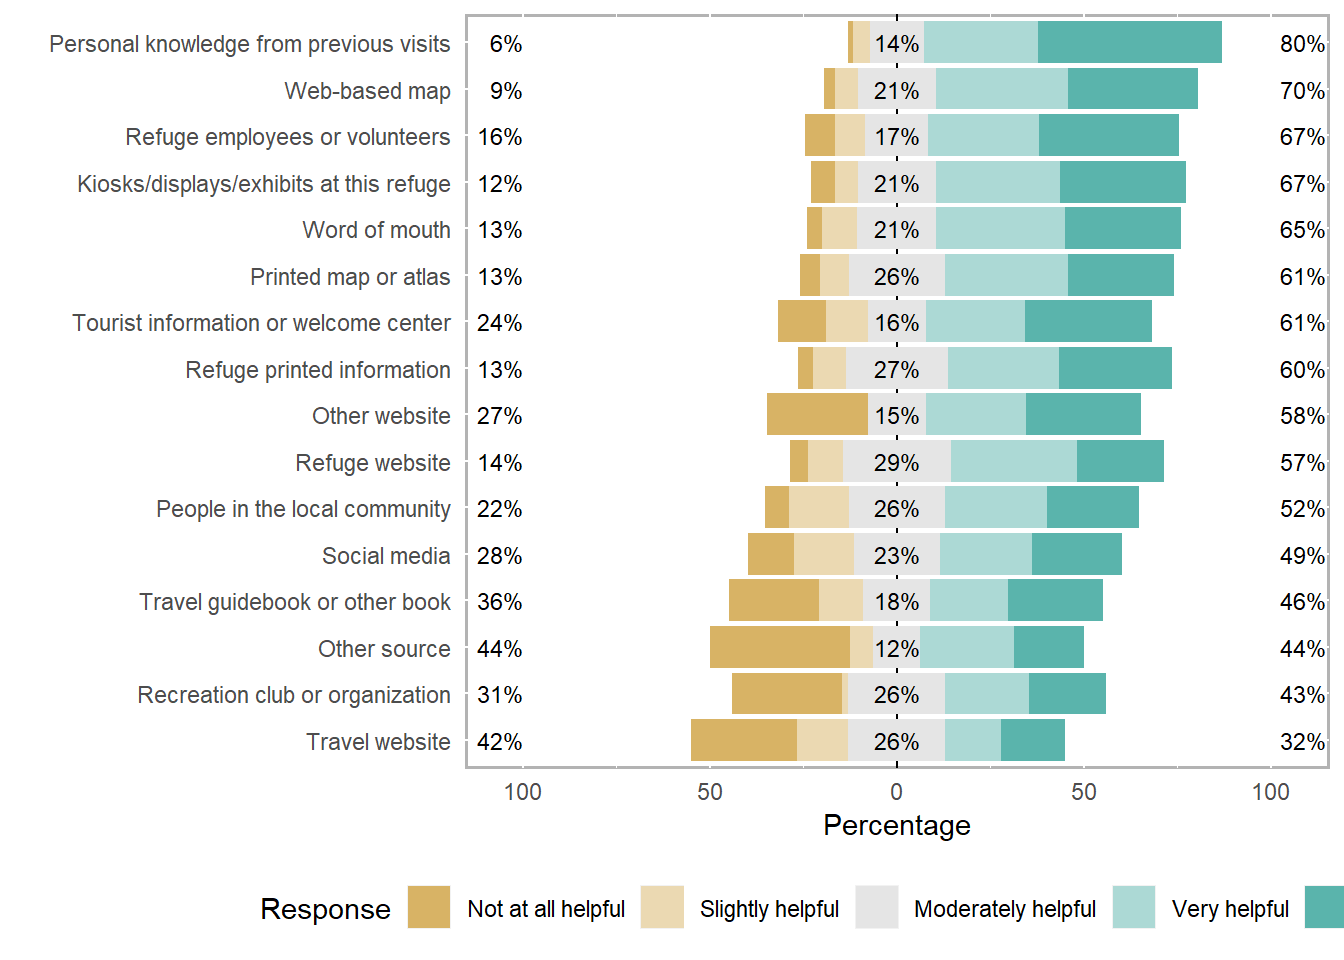 Personal knowledge from previous visits 6% 14% 80%
Web-based map 9% 21% 70%
Refuge employees or volunteers 16% 17% 67%
Kiosks/displays/exhibits at this refuge 12% 21% 67%
Word of mouth 13% 21% 65%
Printed map or atlas 13% 26% 61%
Tourist information or welcome center 24% 16% 61%
Refuge printed information 13% 27% 60%
Other website 27% 15% 58%
Refuge website 14% 29% 57%
People in the local community 22% 26% 52%
Social media 28% 23% 49%
Travel guidebook or other book 36% 18% 46%
Other source 44% 12% 44%
Recreation club or organization 31% 26% 43%
Travel website 42% 26% 32%
100 50 0 50 100
Percentage
Response Not at all helpful Slightly helpful Moderately helpful Very helpful